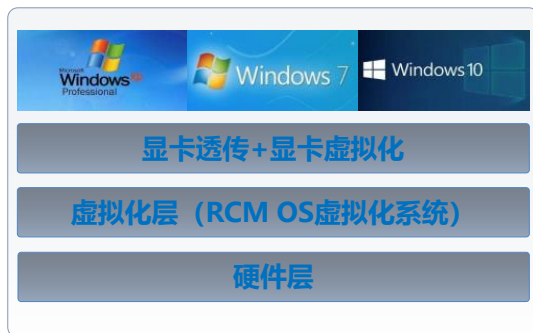 Microsoft
Windows xp
Professional
Windows 7
Windows 10
显卡透传+显卡虚拟化
虚拟化层（RCM OS虚拟化系统）
硬件层